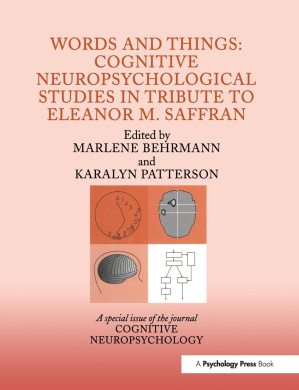 WORDS AND THINGS:
COGNITIVE
NEUROPSYCHOLOGICAL
STUDIES IN TRIBUTE TO
ELEANOR M. SAFFRAN
Edited by
MARLENE BEHRMANN
and
KARALYN PATTERSON
A special issue of the journal
COGNITIVE
NEUROPSYCHOLOGY
A Psychology Press Book